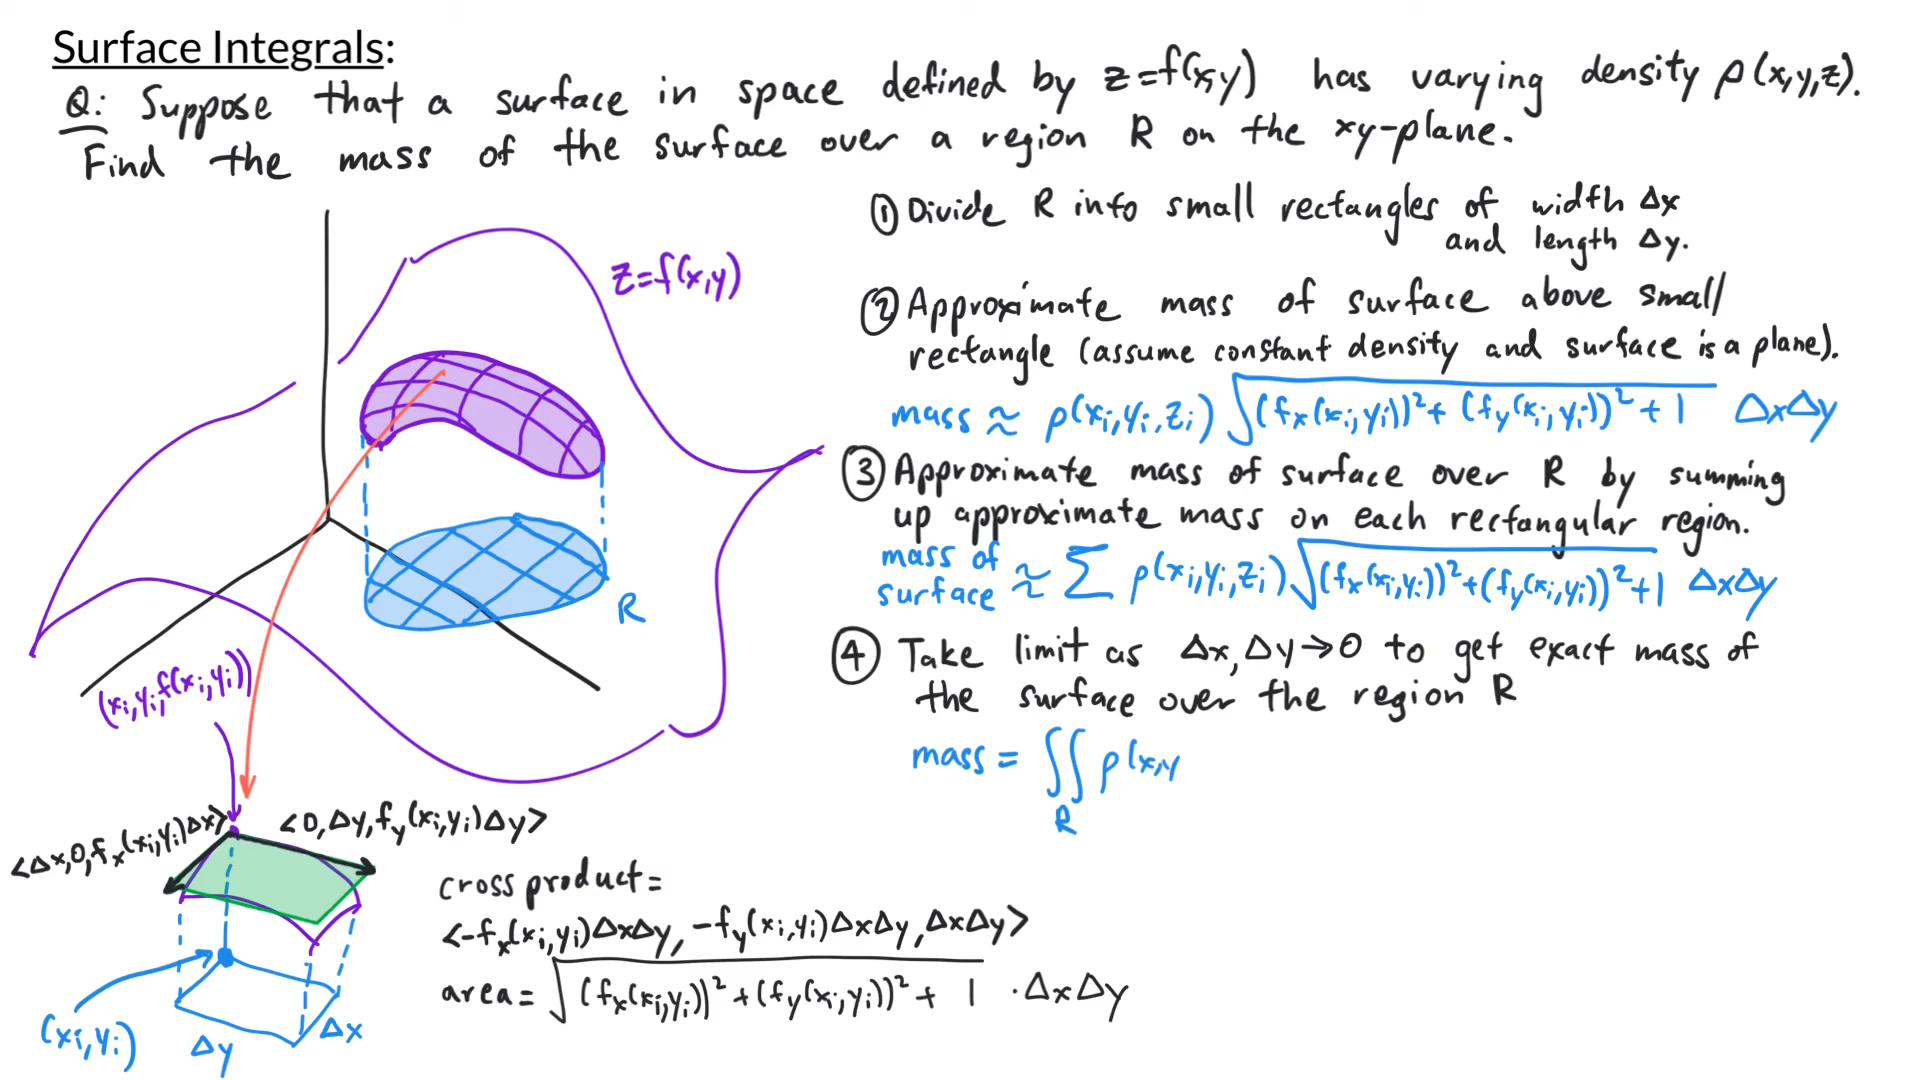 Surface Integrals:
Q: Suppose that a surface in space defined by z=f(x,y) has varying density ρ(x,y,z).
Find the mass of the surface over a region R on the xy-plane.
① Divide R into small rectangles of width Δx
and length Δy.
z=f(x,y)
② Approximate mass of surface above small
rectangle (assume constant density and surface is a plane).
mass ≈ ρ(xᵢ,yᵢ,zᵢ) √((fₓ(xᵢ,yᵢ))²+(f_y(xᵢ,yᵢ))²+1) ΔxΔy
③ Approximate mass of surface over R by summing
up approximate mass on each rectangular region.
mass of
surface ≈ Σ ρ(xᵢ,yᵢ,zᵢ) √((fₓ(xᵢ,yᵢ))²+(f_y(xᵢ,yᵢ))²+1) ΔxΔy
R
④ Take limit as Δx,Δy→0 to get exact mass of
the surface over the region R
(xᵢ,yᵢ,f(xᵢ,yᵢ))
mass = ∬ ρ(x,y
R
<Δx,0,fₓ(xᵢ,yᵢ)Δx>
<0,Δy,f_y(xᵢ,yᵢ)Δy>
cross product=
<-fₓ(xᵢ,yᵢ)ΔxΔy, -f_y(xᵢ,yᵢ)ΔxΔy, ΔxΔy>
area= √((fₓ(xᵢ,yᵢ))²+(f_y(xᵢ,yᵢ))²+ 1) ·ΔxΔy
(xᵢ,yᵢ)
Δy
Δx